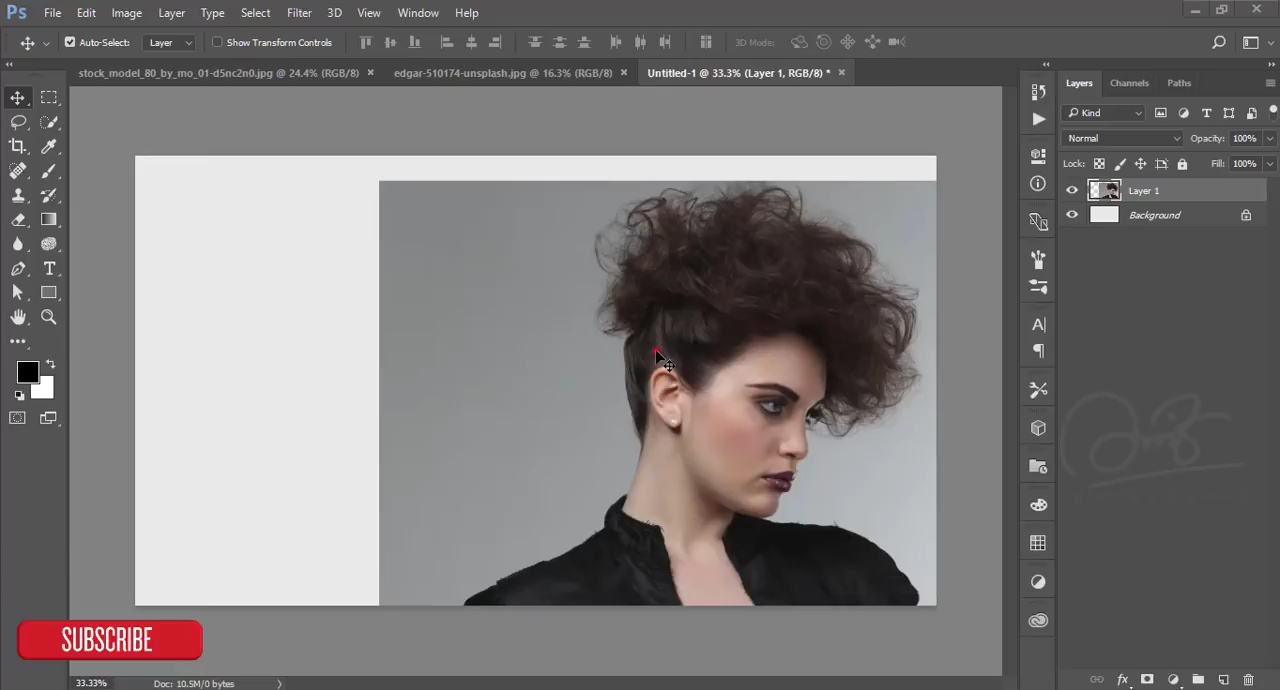 Ps File Edit Image Layer Type Select Filter 3D View Window Help
Auto-Select: Layer Show Transform Controls 3D Mode:
stock_model_80_by_mo_01-d5nc2n0.jpg @ 24.4% (RGB/8) × edgar-510174-unsplash.jpg @ 16.3% (RGB/8) × Untitled-1 @ 33.3% (Layer 1, RGB/8) * ×
Layers Channels Paths
Kind
Normal Opacity: 100%
Lock: Fill: 100%
Layer 1
Background
SUBSCRIBE
33.33% Doc: 10.5M/0 bytes